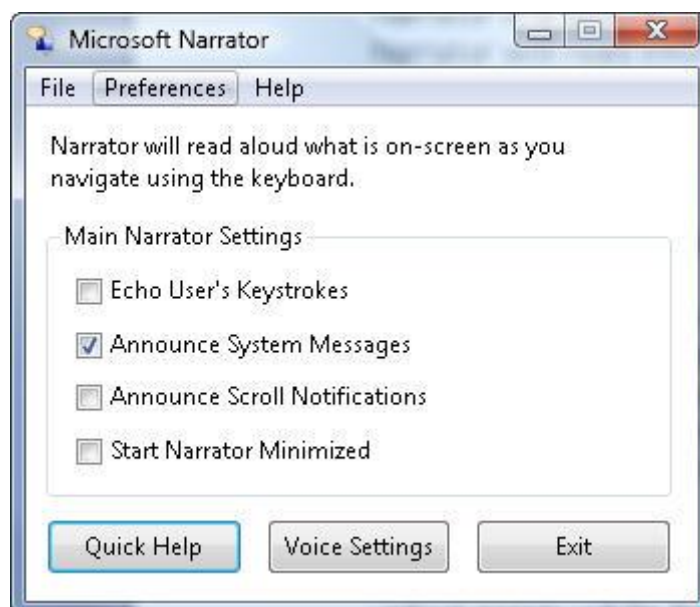 Microsoft Narrator
File Preferences Help
Narrator will read aloud what is on-screen as you
navigate using the keyboard.
Main Narrator Settings
Echo User's Keystrokes
Announce System Messages
Announce Scroll Notifications
Start Narrator Minimized
Quick Help Voice Settings Exit